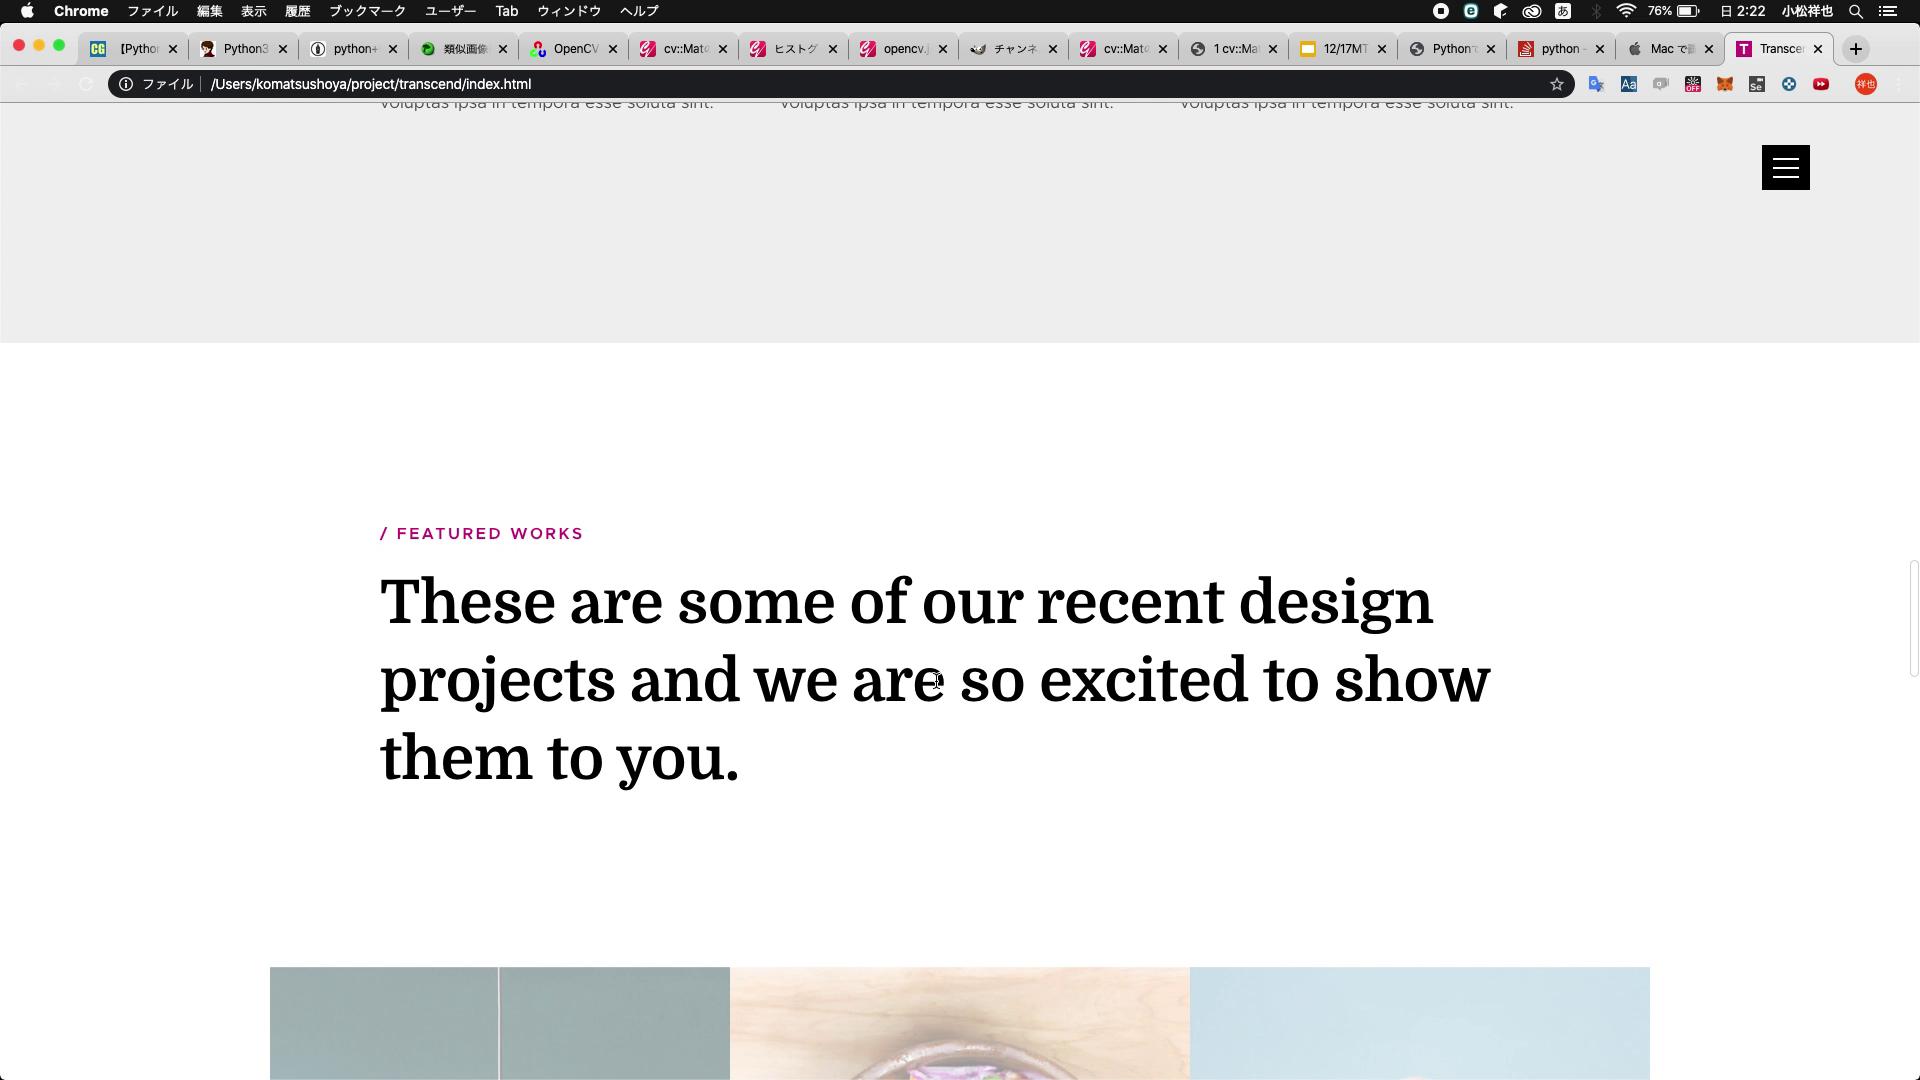 Chrome ファイル 編集 表示 履歴 ブックマーク ユーザー Tab ウィンドウ ヘルプ 76% 日 2:22 小松祥也
【Pytho Python3 python+ 類似画像 OpenCV cv::Mat ヒストグ opencv. チャンネ cv::Mat 1 cv::Ma 12/17MT Python python - Mac で Transce
ファイル /Users/komatsushoya/project/transcend/index.html 祥也
voluptas ipsa in tempora esse soluta sint. voluptas ipsa in tempora esse soluta sint. voluptas ipsa in tempora esse soluta sint.
/ FEATURED WORKS
These are some of our recent design
projects and we are so excited to show
them to you.